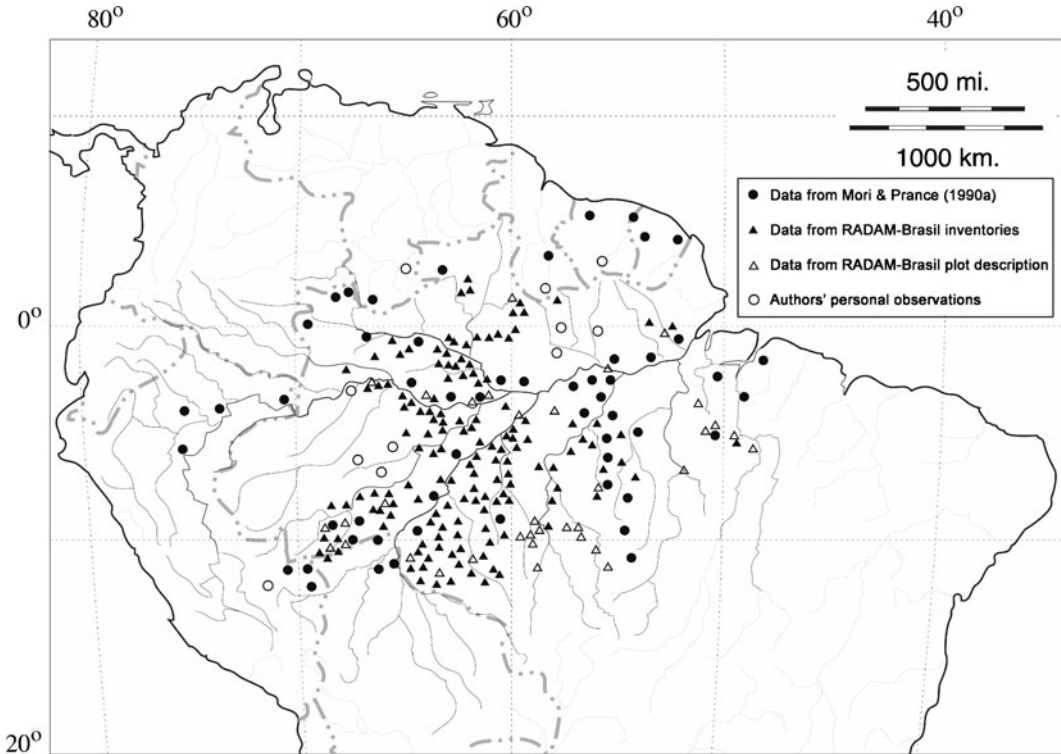 80° 60° 40°
500 mi.
1000 km.
Data from Mori & Prance (1990a)
Data from RADAM-Brasil inventories
Data from RADAM-Brasil plot description
Authors' personal observations
0°
20°